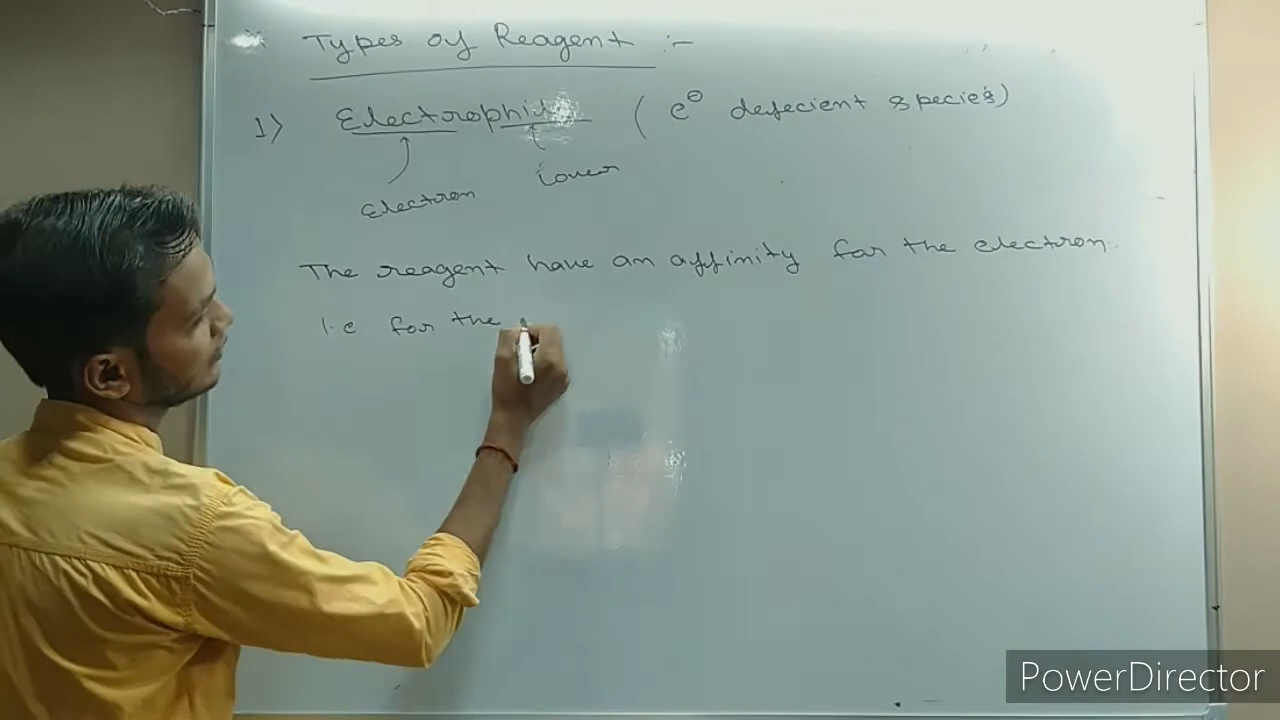 Types of Reagent :-
1) Electrophile ( e⊖ defecient species)
Electron Lover
The reagent have an affinity for the electron
i.e for the
PowerDirector